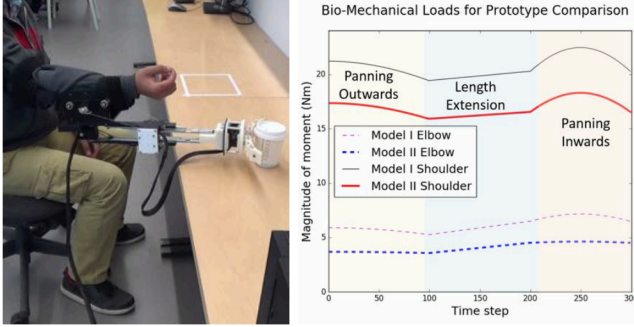 Bio-Mechanical Loads for Prototype Comparison
Magnitude of moment (Nm)
20
15
10
5
0
Panning
Outwards
Length
Extension
Panning
Inwards
Model I Elbow
Model II Elbow
Model I Shoulder
Model II Shoulder
0 50 100 150 200 250 300
Time step